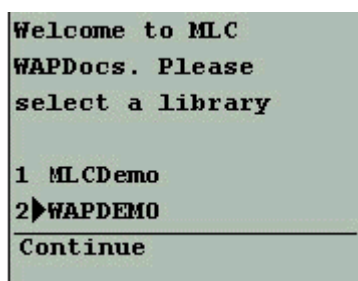 Welcome to MLC
WAPDocs. Please
select a library
1 MLCDemo
2▶WAPDEMO
Continue